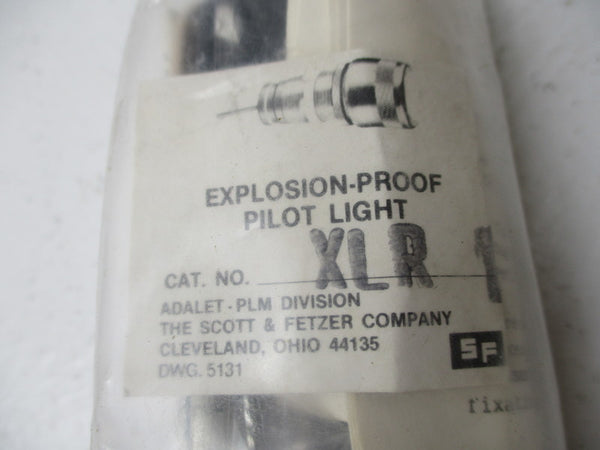 EXPLOSION-PROOF
PILOT LIGHT
CAT. NO. XLR 1
ADALET-PLM DIVISION
THE SCOTT & FETZER COMPANY
CLEVELAND, OHIO 44135
DWG. 5131
SF